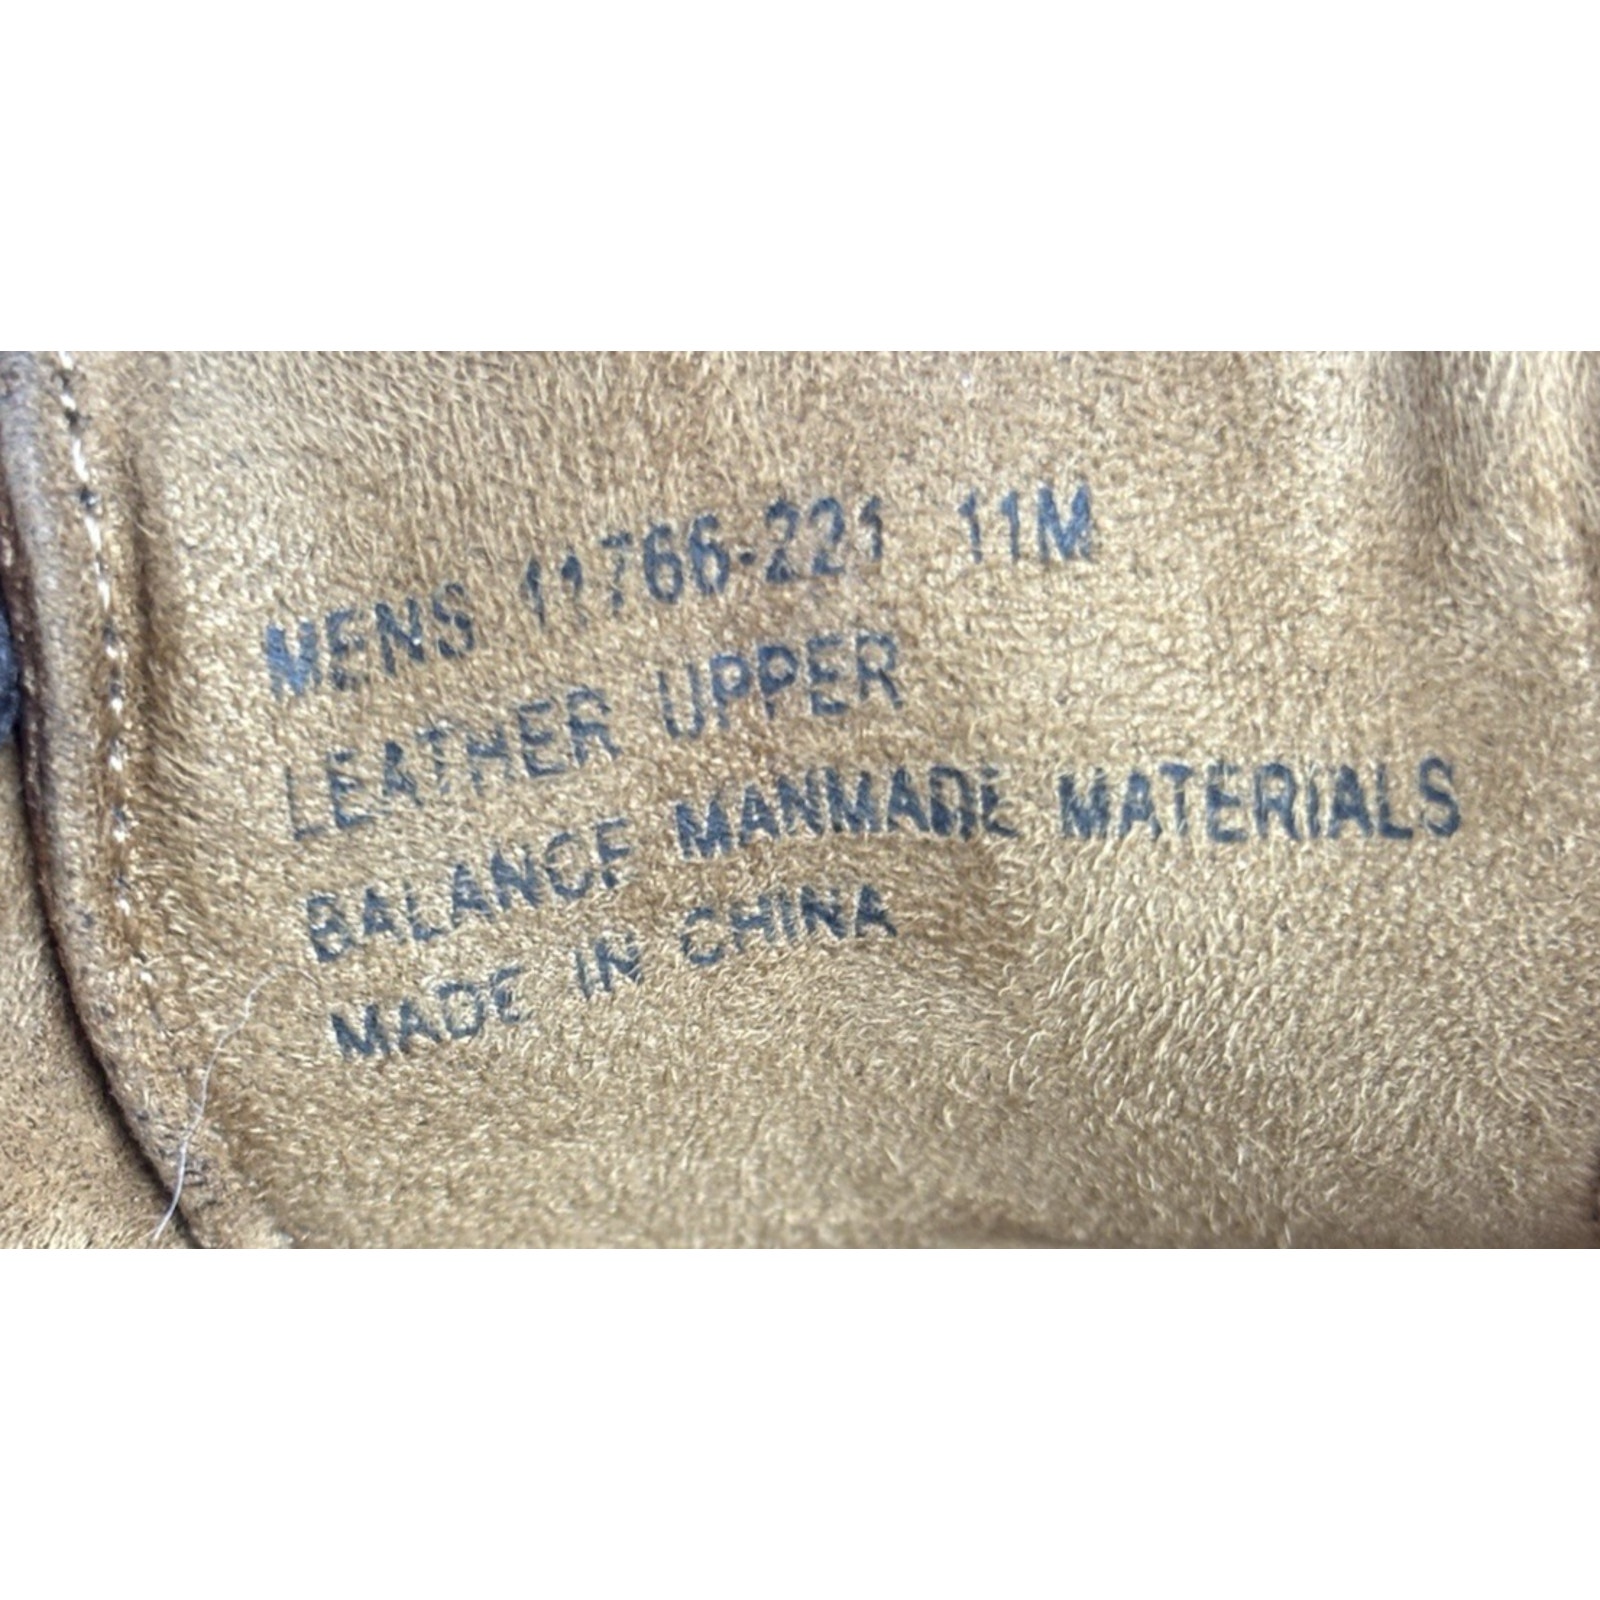 MENS 11766-221 11M
LEATHER UPPER
BALANCE MANMADE MATERIALS
MADE IN CHINA